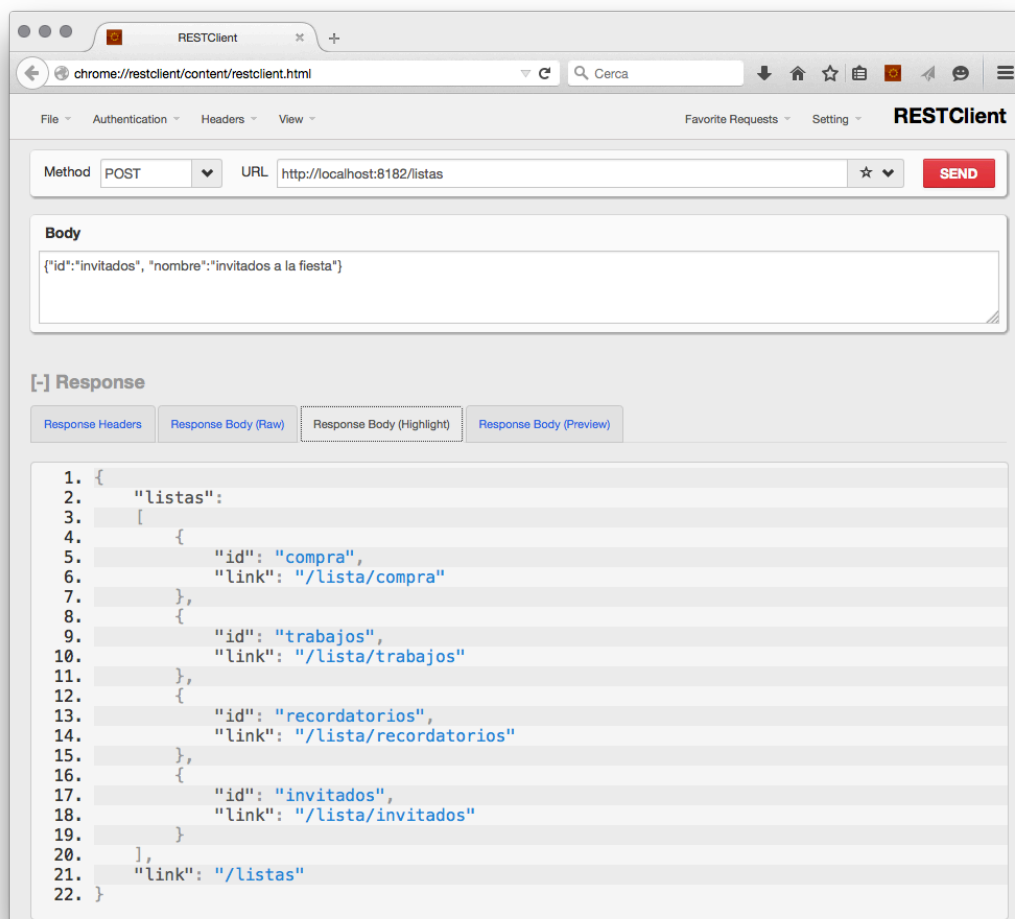 RESTClient
chrome://restclient/content/restclient.html
Cerca
File Authentication Headers View Favorite Requests Setting RESTClient
Method POST URL http://localhost:8182/listas SEND
Body
{"id":"invitados", "nombre":"invitados a la fiesta"}
[-] Response
Response Headers Response Body (Raw) Response Body (Highlight) Response Body (Preview)
1. {
2. "listas":
3. [
4. {
5. "id": "compra",
6. "link": "/lista/compra"
7. },
8. {
9. "id": "trabajos",
10. "link": "/lista/trabajos"
11. },
12. {
13. "id": "recordatorios",
14. "link": "/lista/recordatorios"
15. },
16. {
17. "id": "invitados",
18. "link": "/lista/invitados"
19. }
20. ],
21. "link": "/listas"
22. }